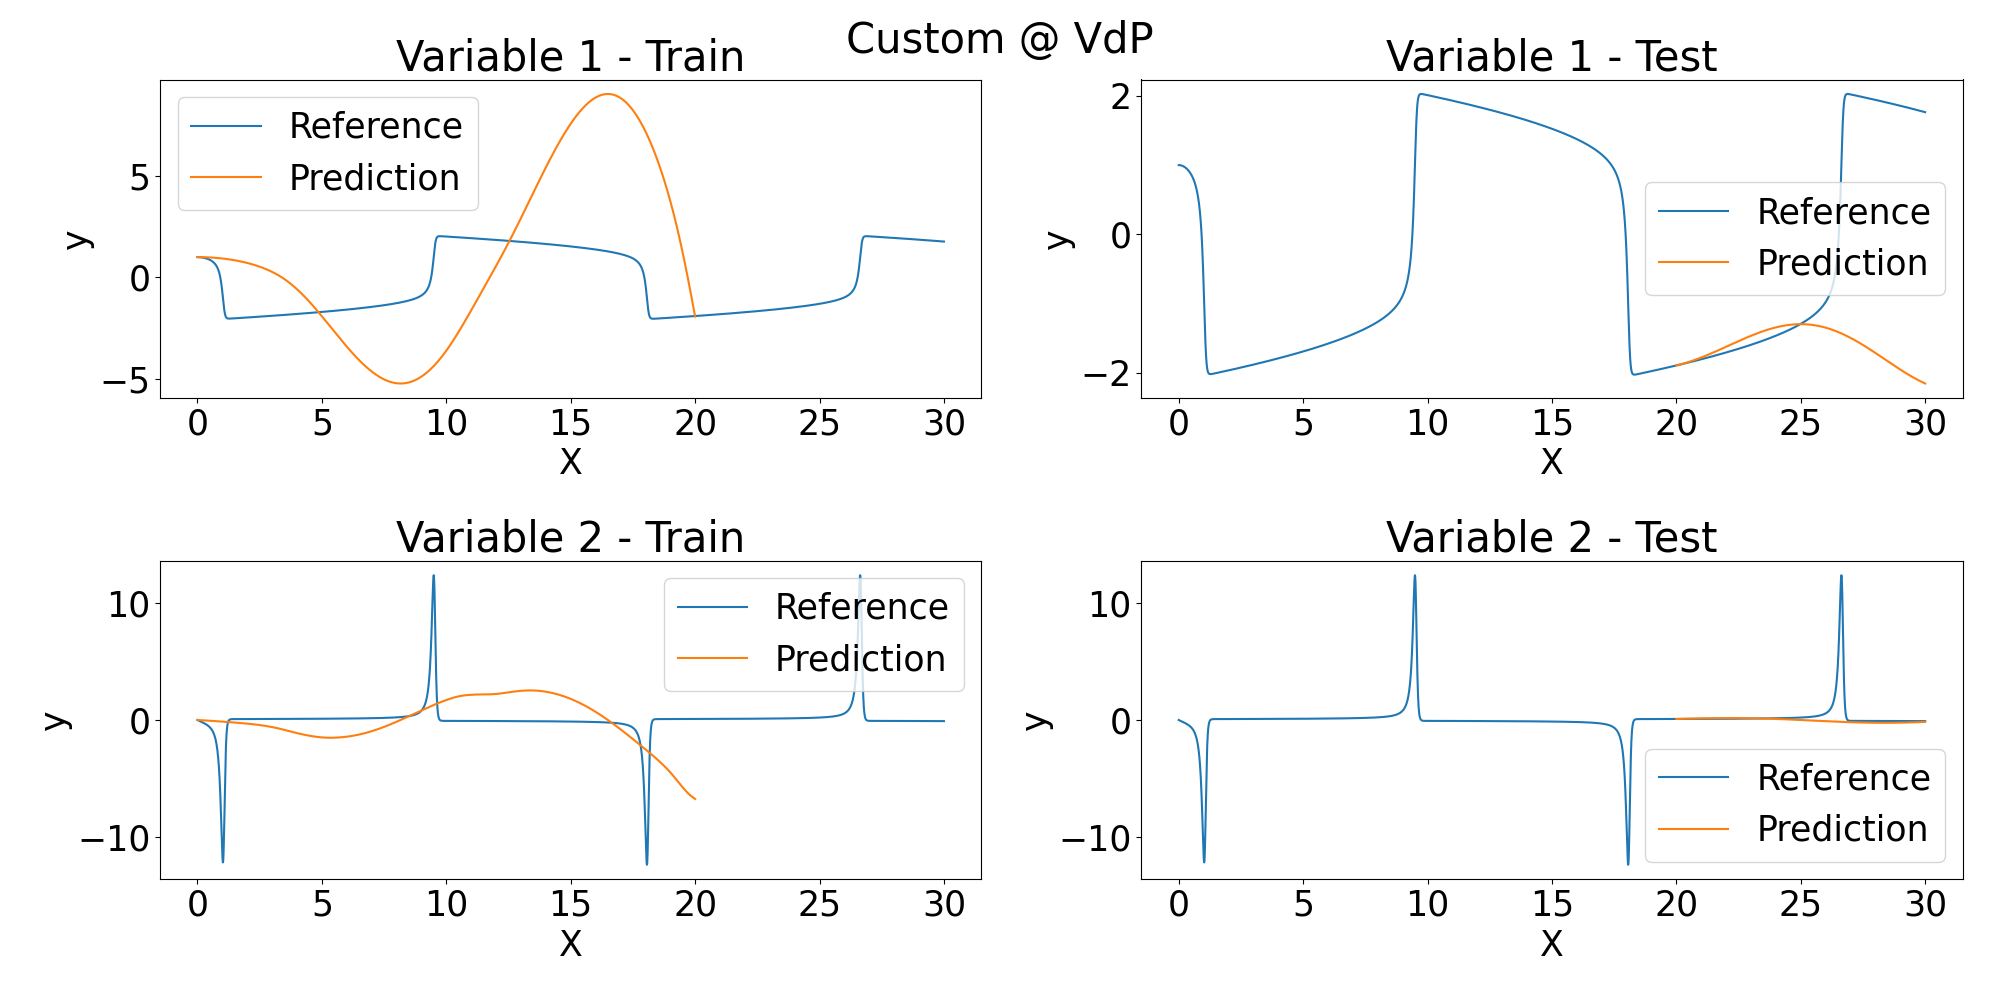 Custom @ VdP
Variable 1 - Train
Reference
Prediction
5
0
−5
y
0 5 10 15 20 25 30
X
Variable 1 - Test
2
0
−2
y
Reference
Prediction
0 5 10 15 20 25 30
X
Variable 2 - Train
10
0
−10
y
Reference
Prediction
0 5 10 15 20 25 30
X
Variable 2 - Test
10
0
−10
y
Reference
Prediction
0 5 10 15 20 25 30
X